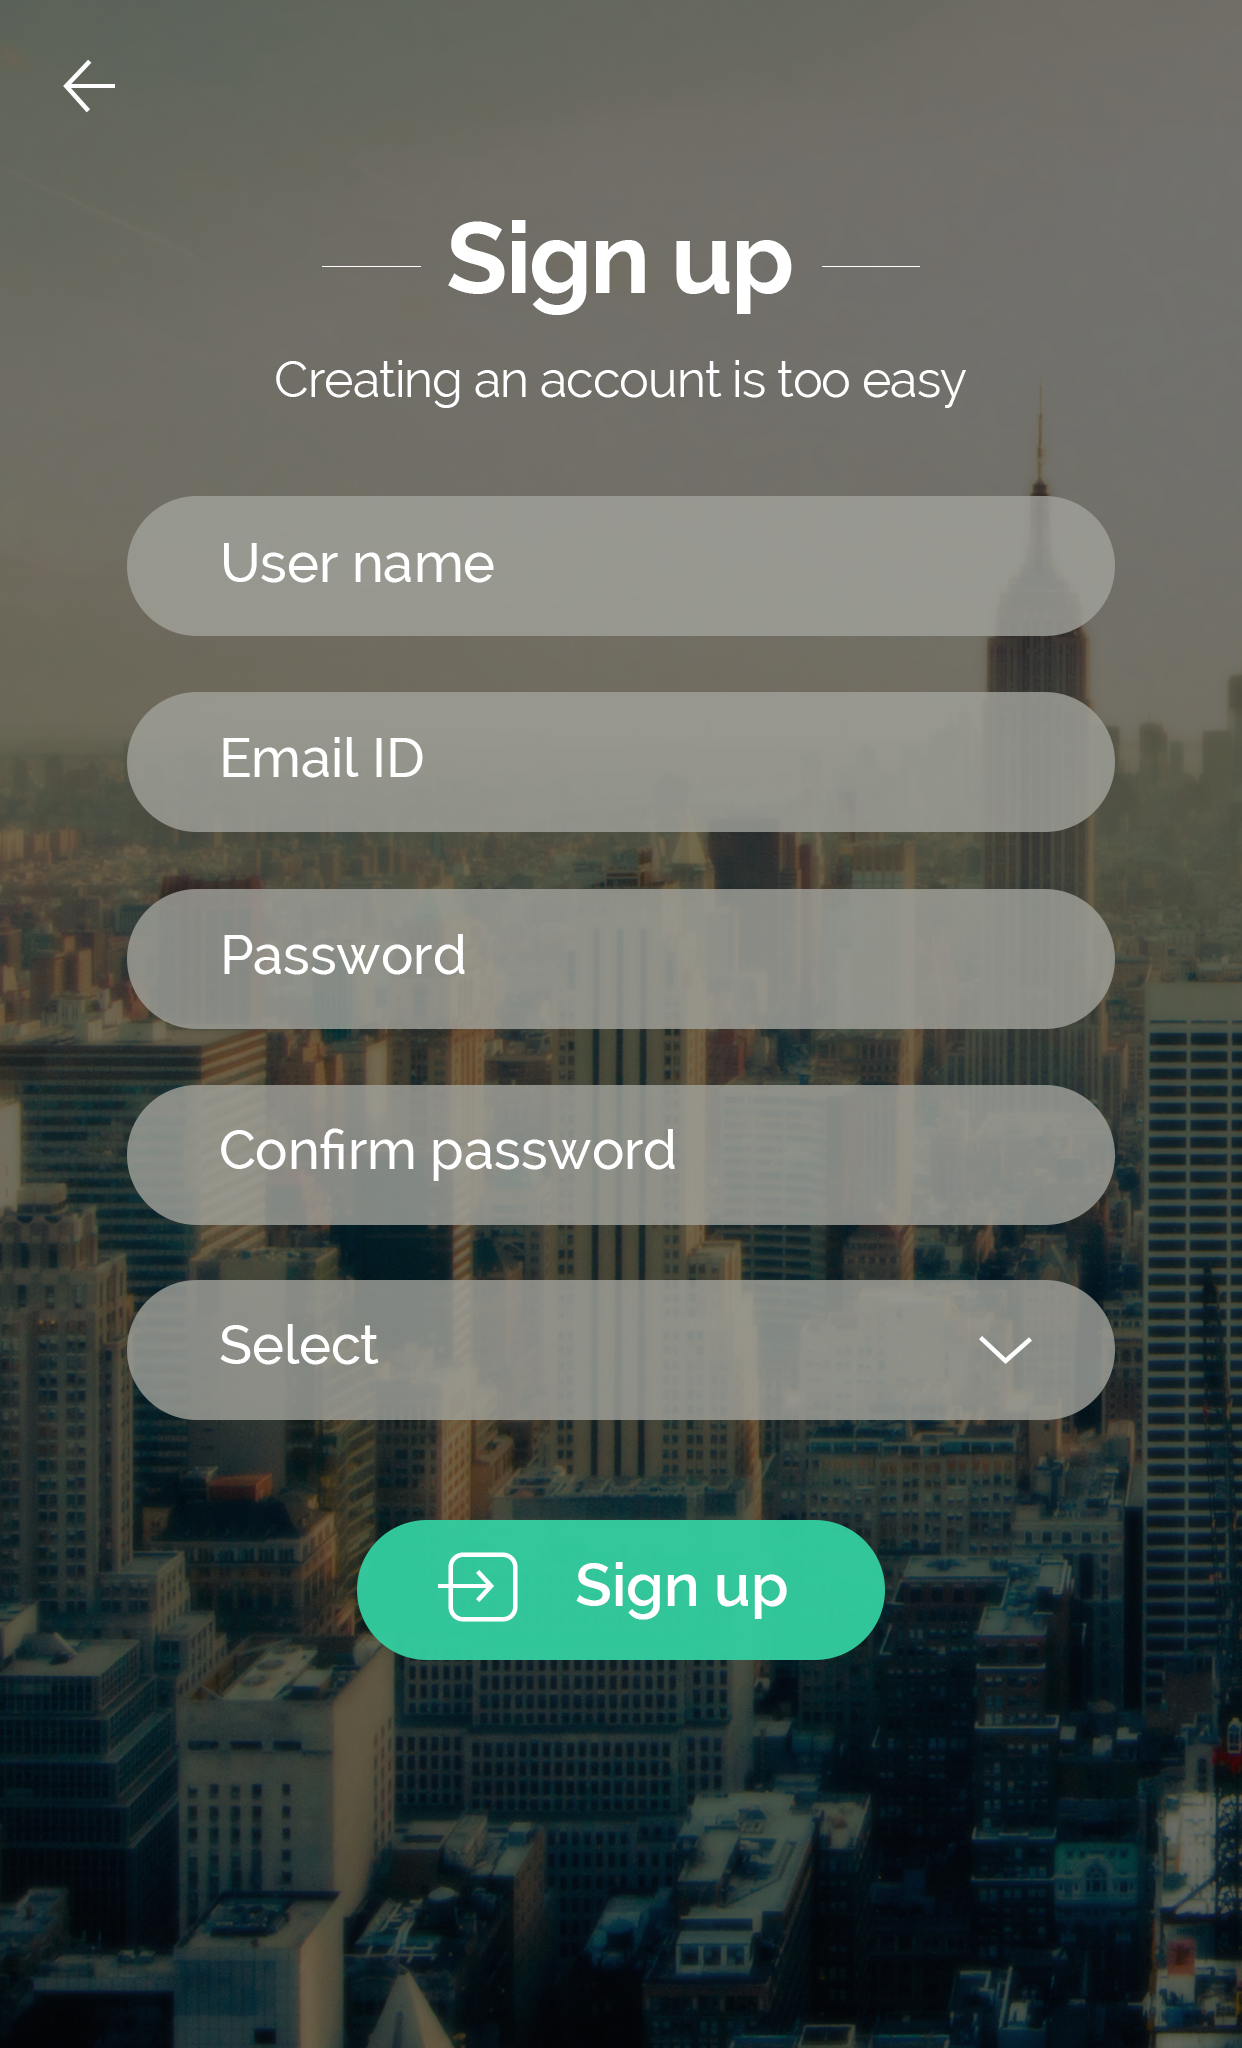 Sign up
Creating an account is too easy
User name
Email ID
Password
Confirm password
Select
Sign up